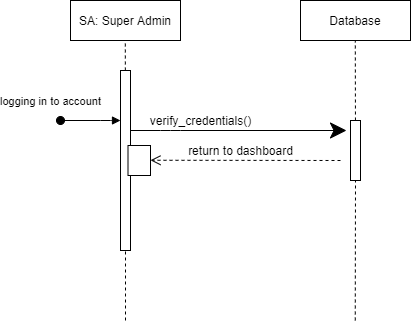 SA: Super Admin
Database
logging in to account
verify_credentials()
return to dashboard